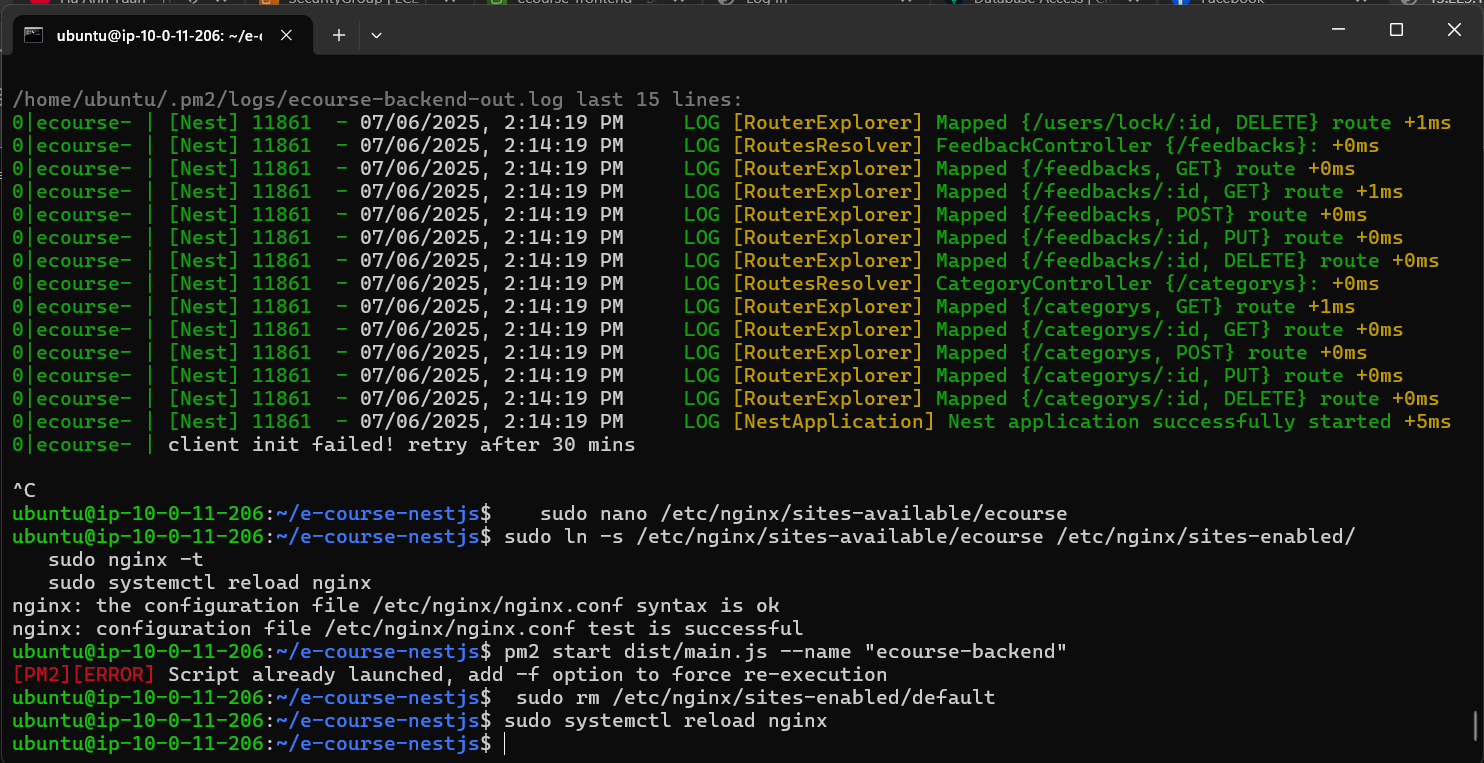 ubuntu@ip-10-0-11-206: ~/e-c
/home/ubuntu/.pm2/logs/ecourse-backend-out.log last 15 lines:
0|ecourse- | [Nest] 11861  - 07/06/2025, 2:14:19 PM     LOG [RouterExplorer] Mapped {/users/lock/:id, DELETE} route +1ms
0|ecourse- | [Nest] 11861  - 07/06/2025, 2:14:19 PM     LOG [RoutesResolver] FeedbackController {/feedbacks}: +0ms
0|ecourse- | [Nest] 11861  - 07/06/2025, 2:14:19 PM     LOG [RouterExplorer] Mapped {/feedbacks, GET} route +0ms
0|ecourse- | [Nest] 11861  - 07/06/2025, 2:14:19 PM     LOG [RouterExplorer] Mapped {/feedbacks/:id, GET} route +1ms
0|ecourse- | [Nest] 11861  - 07/06/2025, 2:14:19 PM     LOG [RouterExplorer] Mapped {/feedbacks, POST} route +0ms
0|ecourse- | [Nest] 11861  - 07/06/2025, 2:14:19 PM     LOG [RouterExplorer] Mapped {/feedbacks/:id, PUT} route +0ms
0|ecourse- | [Nest] 11861  - 07/06/2025, 2:14:19 PM     LOG [RouterExplorer] Mapped {/feedbacks/:id, DELETE} route +0ms
0|ecourse- | [Nest] 11861  - 07/06/2025, 2:14:19 PM     LOG [RoutesResolver] CategoryController {/categorys}: +0ms
0|ecourse- | [Nest] 11861  - 07/06/2025, 2:14:19 PM     LOG [RouterExplorer] Mapped {/categorys, GET} route +1ms
0|ecourse- | [Nest] 11861  - 07/06/2025, 2:14:19 PM     LOG [RouterExplorer] Mapped {/categorys/:id, GET} route +0ms
0|ecourse- | [Nest] 11861  - 07/06/2025, 2:14:19 PM     LOG [RouterExplorer] Mapped {/categorys, POST} route +0ms
0|ecourse- | [Nest] 11861  - 07/06/2025, 2:14:19 PM     LOG [RouterExplorer] Mapped {/categorys/:id, PUT} route +0ms
0|ecourse- | [Nest] 11861  - 07/06/2025, 2:14:19 PM     LOG [RouterExplorer] Mapped {/categorys/:id, DELETE} route +0ms
0|ecourse- | [Nest] 11861  - 07/06/2025, 2:14:19 PM     LOG [NestApplication] Nest application successfully started +5ms
0|ecourse- | client init failed! retry after 30 mins
^C
ubuntu@ip-10-0-11-206:~/e-course-nestjs$    sudo nano /etc/nginx/sites-available/ecourse
ubuntu@ip-10-0-11-206:~/e-course-nestjs$ sudo ln -s /etc/nginx/sites-available/ecourse /etc/nginx/sites-enabled/
   sudo nginx -t
   sudo systemctl reload nginx
nginx: the configuration file /etc/nginx/nginx.conf syntax is ok
nginx: configuration file /etc/nginx/nginx.conf test is successful
ubuntu@ip-10-0-11-206:~/e-course-nestjs$ pm2 start dist/main.js --name "ecourse-backend"
[PM2][ERROR] Script already launched, add -f option to force re-execution
ubuntu@ip-10-0-11-206:~/e-course-nestjs$  sudo rm /etc/nginx/sites-enabled/default
ubuntu@ip-10-0-11-206:~/e-course-nestjs$ sudo systemctl reload nginx
ubuntu@ip-10-0-11-206:~/e-course-nestjs$